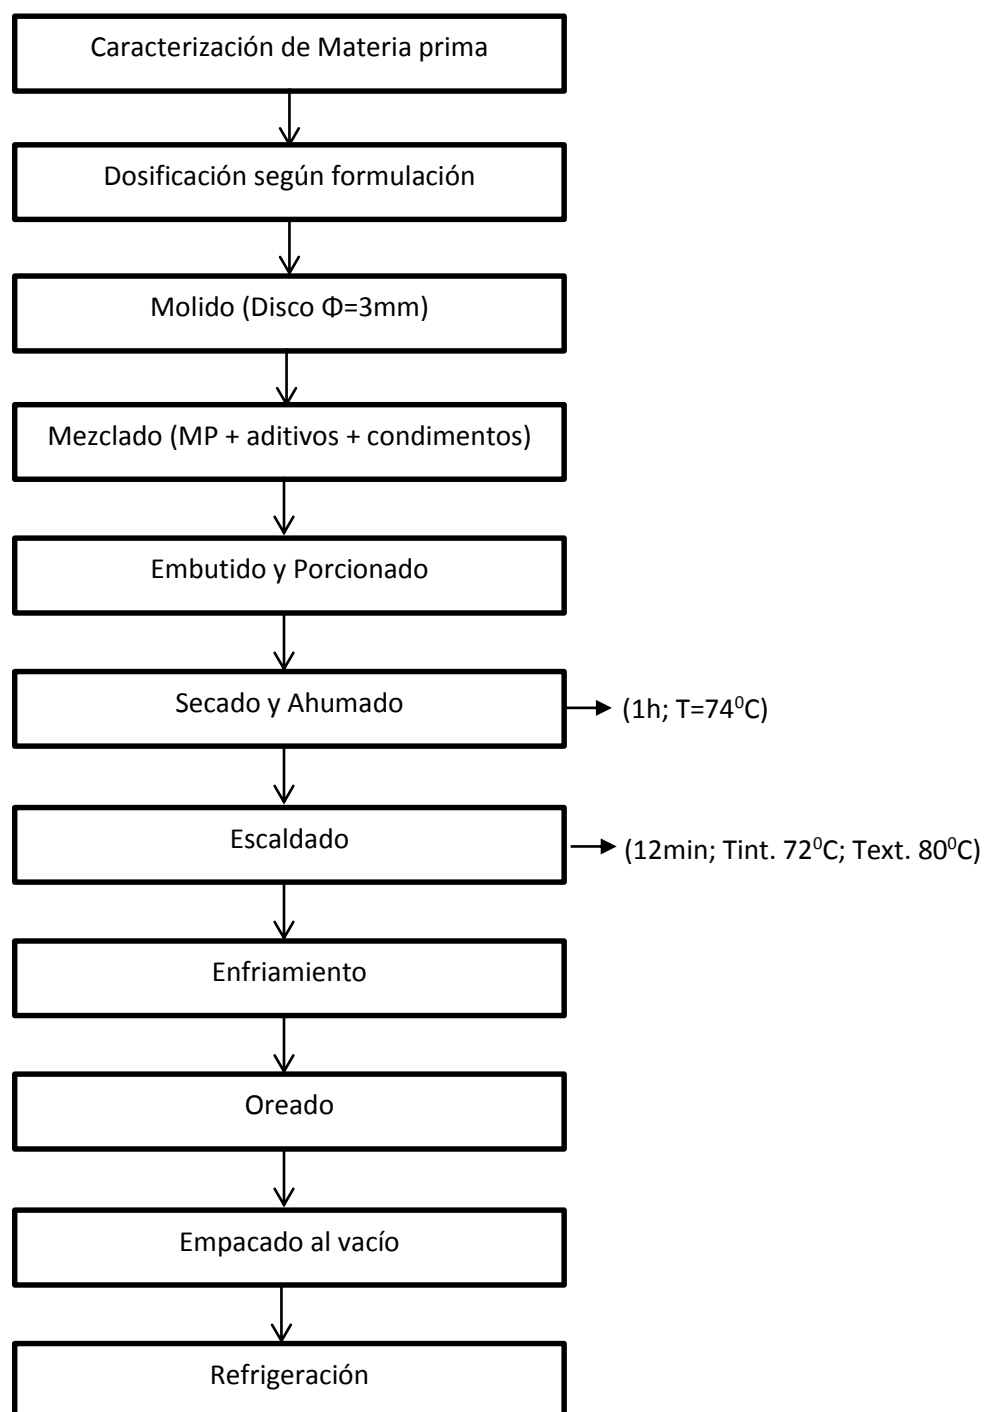 Caracterización de Materia prima
Dosificación según formulación
Molido (Disco Φ=3mm)
Mezclado (MP + aditivos + condimentos)
Embutido y Porcionado
Secado y Ahumado
(1h; T=74⁰C)
Escaldado
(12min; Tint. 72⁰C; Text. 80⁰C)
Enfriamiento
Oreado
Empacado al vacío
Refrigeración